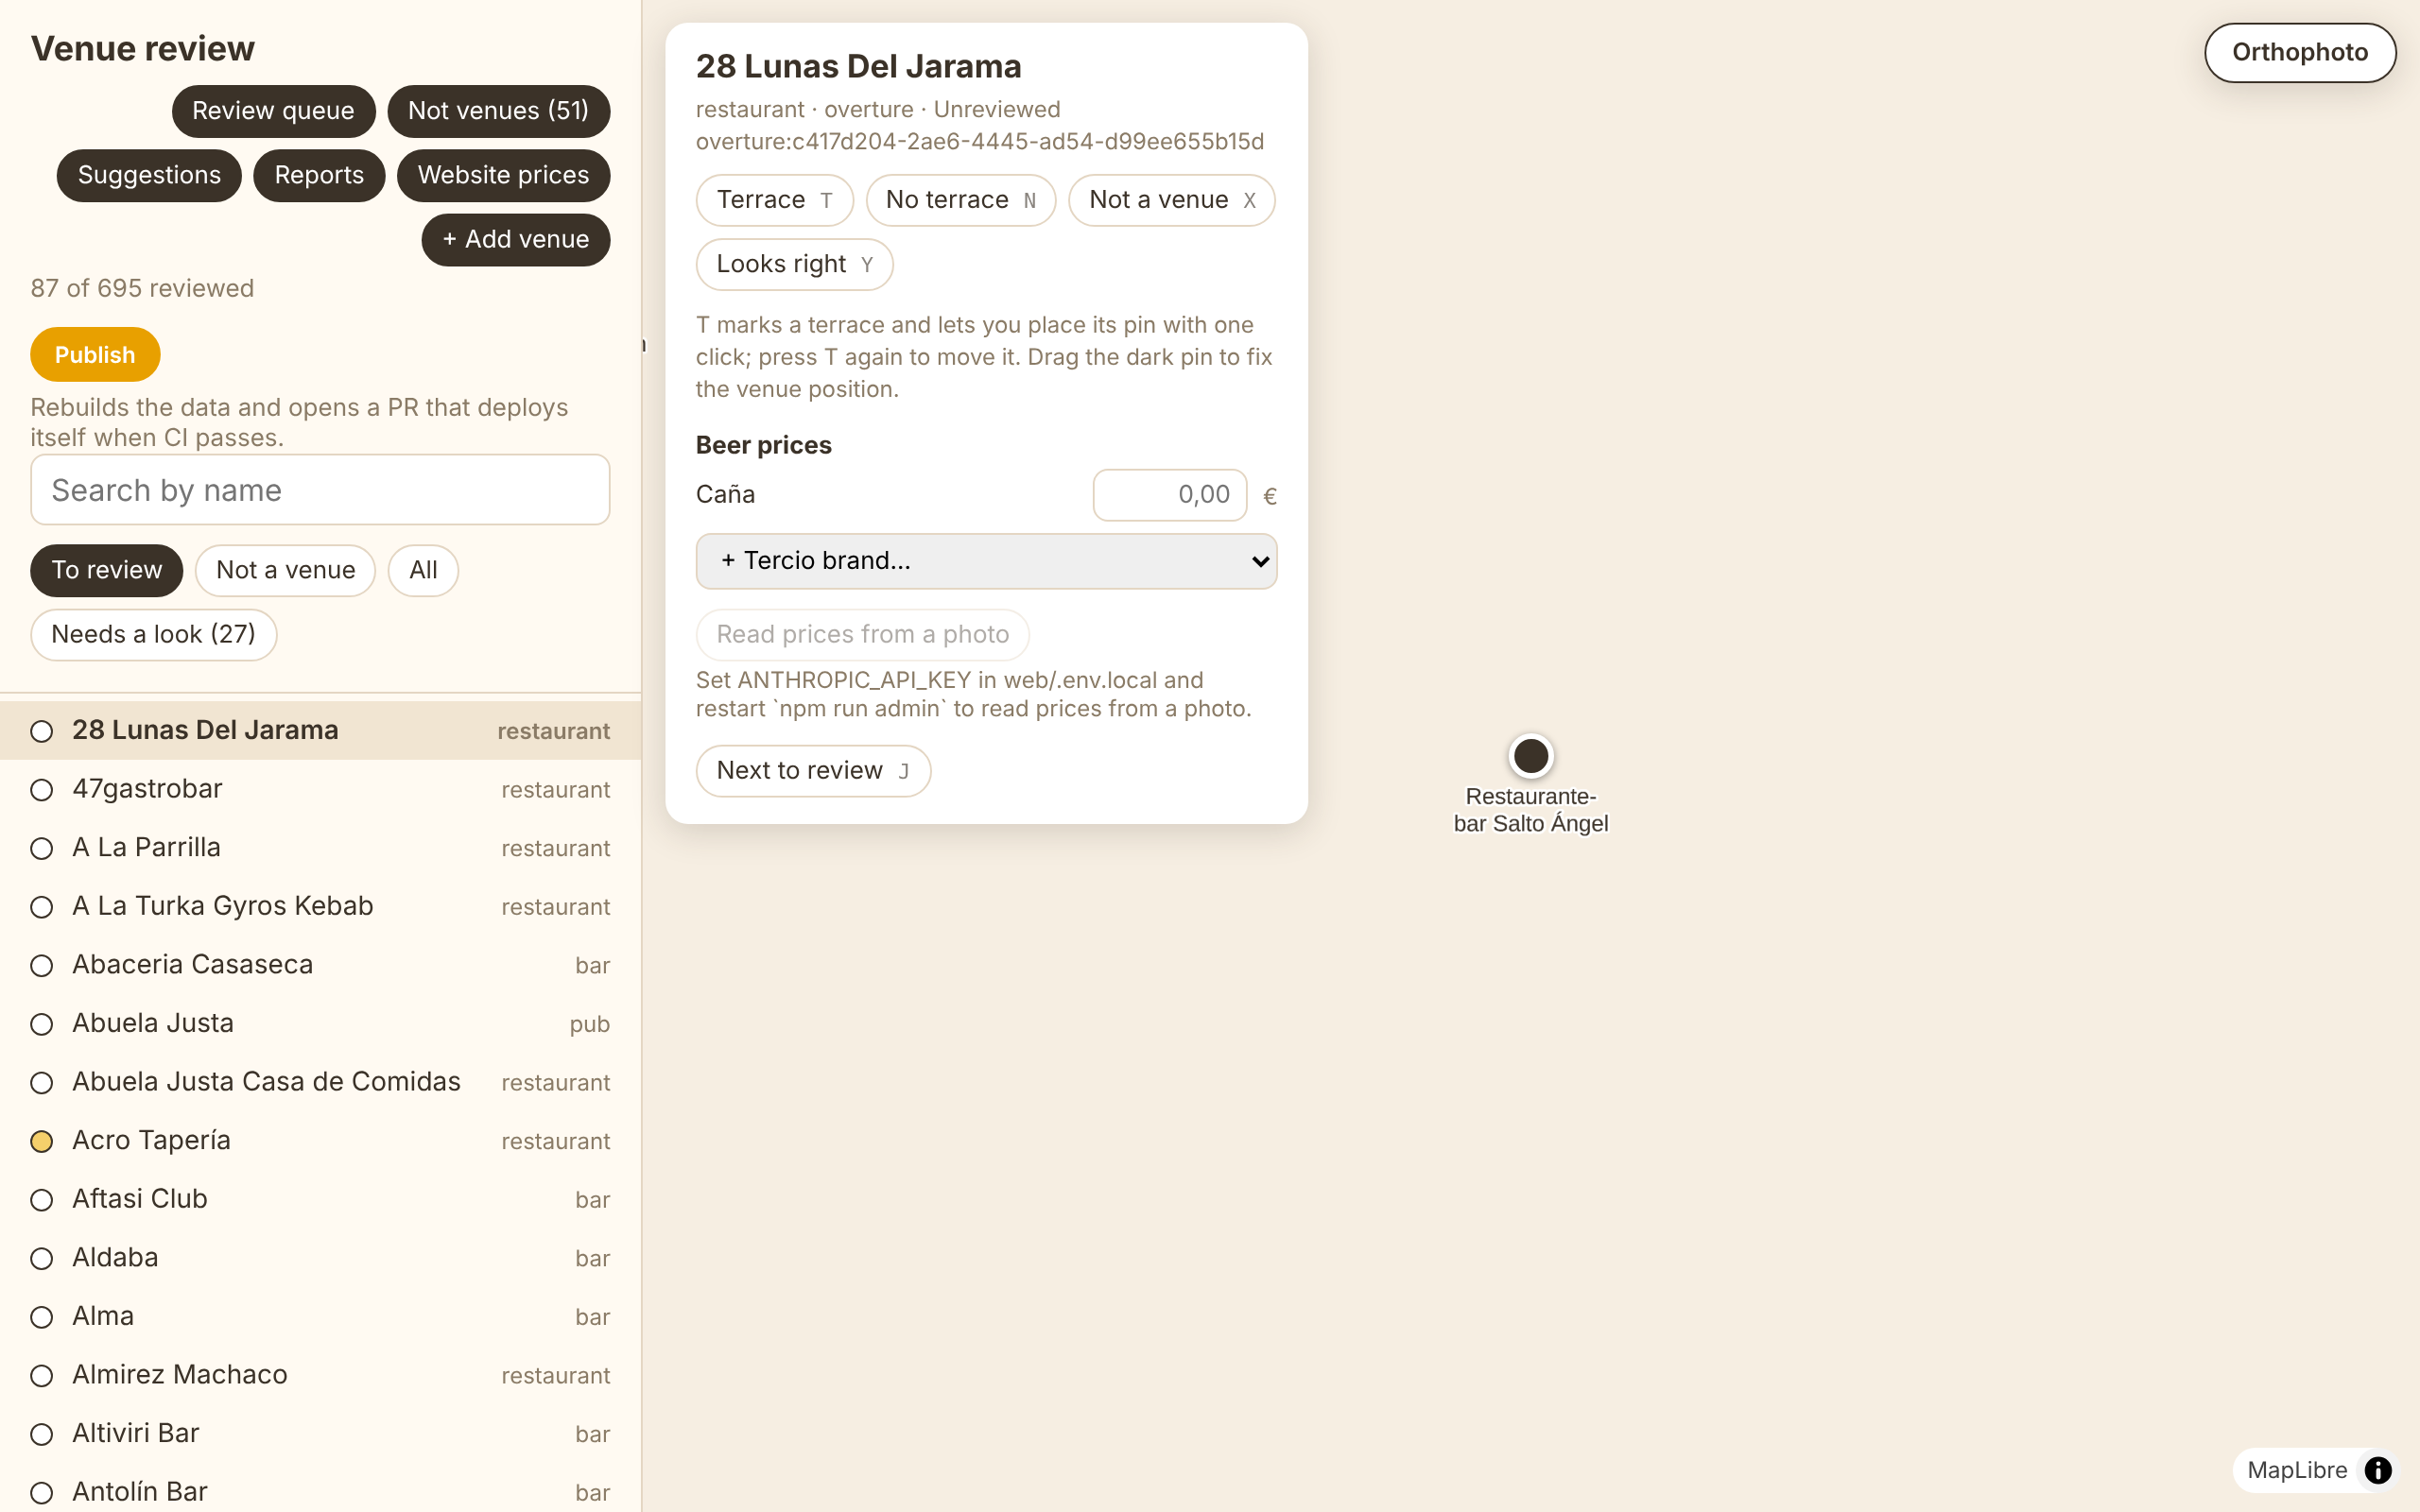 Venue review
Review queue
Not venues (51)
Suggestions
Reports
Website prices
+ Add venue
87 of 695 reviewed
Publish
Rebuilds the data and opens a PR that deploys
itself when CI passes.
Search by name
To review
Not a venue
All
Needs a look (27)
28 Lunas Del Jarama restaurant
47gastrobar restaurant
A La Parrilla restaurant
A La Turka Gyros Kebab restaurant
Abaceria Casaseca bar
Abuela Justa pub
Abuela Justa Casa de Comidas restaurant
Acro Tapería restaurant
Aftasi Club bar
Aldaba bar
Alma bar
Almirez Machaco restaurant
Altiviri Bar bar
Antolín Bar bar
28 Lunas Del Jarama
restaurant · overture · Unreviewed
overture:c417d204-2ae6-4445-ad54-d99ee655b15d
Terrace T
No terrace N
Not a venue X
Looks right Y
T marks a terrace and lets you place its pin with one
click; press T again to move it. Drag the dark pin to fix
the venue position.
Beer prices
Caña 0,00 €
+ Tercio brand...
Read prices from a photo
Set ANTHROPIC_API_KEY in web/.env.local and
restart `npm run admin` to read prices from a photo.
Next to review J
Orthophoto
Restaurante-
bar Salto Ángel
MapLibre